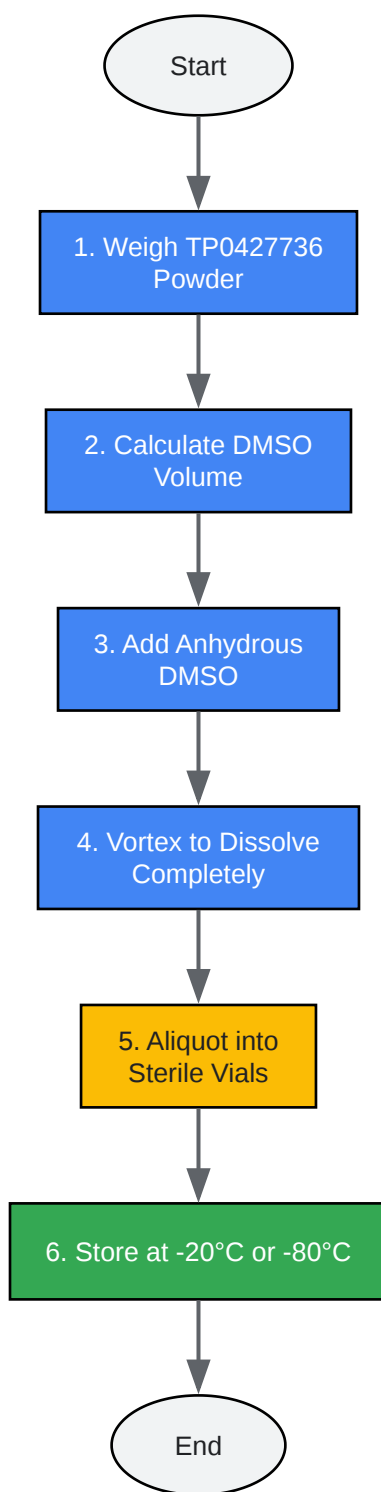 Start
1. Weigh TP0427736
Powder
2. Calculate DMSO
Volume
3. Add Anhydrous
DMSO
4. Vortex to Dissolve
Completely
5. Aliquot into
Sterile Vials
6. Store at -20°C or -80°C
End